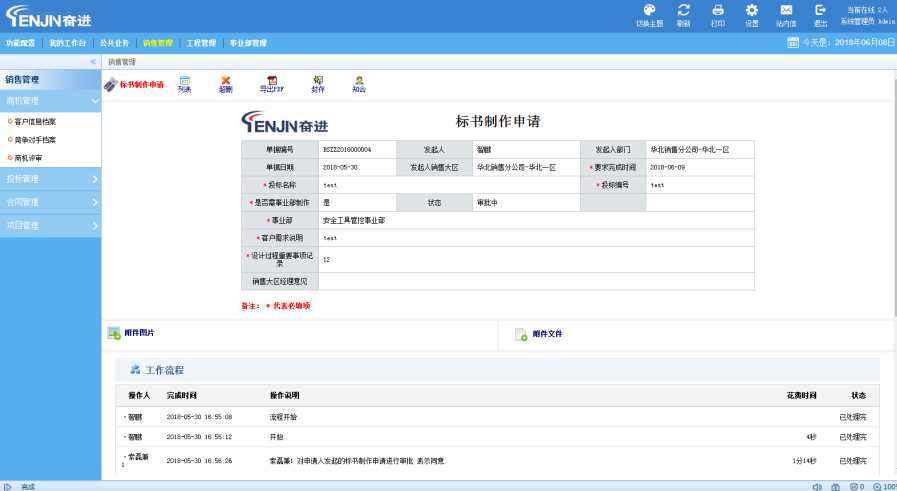 TENJN奋进
切换主题 刷新 打印 设置 站内信 退出
当前在线 2人
系统管理员 Admin
功能配置 我的工作台 公共业务 销售管理 工程管理 事业部管理
今天是：2018年06月08日
«
销售管理
销售管理
商机管理
客户信息档案
竞争对手档案
商机评审
投标管理
合同管理
项目管理
标书制作申请 列表 超删 导出PDF 封存 知会
TENJN奋进
标书制作申请
单据编号 BSZZ2018000004 发起人 智鹏 发起人部门 华北销售分公司-华北一区
单据日期 2018-05-30 发起人销售大区 华北销售分公司-华北一区 *要求完成时间 2018-06-09
*投标名称 test *投标编号 test
*是否需事业部制作 是 状态 审批中
*事业部 安全工具管控事业部
*客户需求说明 test
*设计过程重要事项记
录 12
销售大区经理意见
备注： * 代表必填项
附件图片 附件文件
工作流程
操作人 完成时间 操作说明 花费时间 状态
·智鹏 2018-05-30 16:55:08 流程开始 已处理完
·智鹏 2018-05-30 16:55:12 开始 4秒 已处理完
1 2018-05-30 16:56:26 对申请人发起的标书制作申请进行审批 表示同意 1分14秒 已处理完
完成 0 100%